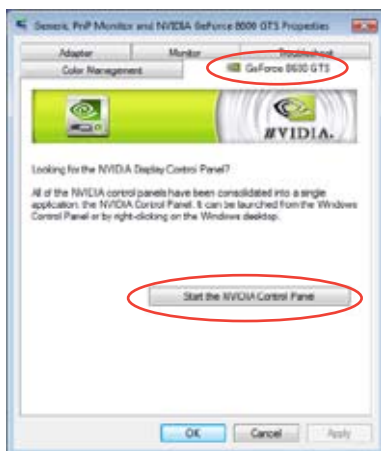 Generic PnP Monitor and NVIDIA GeForce 8600 GTS Properties
Adapter Monitor Troubleshoot
Color Management GeForce 8600 GTS
NVIDIA.
Looking for the NVIDIA Display Control Panel?
All of the NVIDIA control panels have been consolidated into a single
application: the NVIDIA Control Panel. It can be launched from the Windows
Control Panel or by right-clicking on the Windows desktop.
Start the NVIDIA Control Panel
OK Cancel Apply